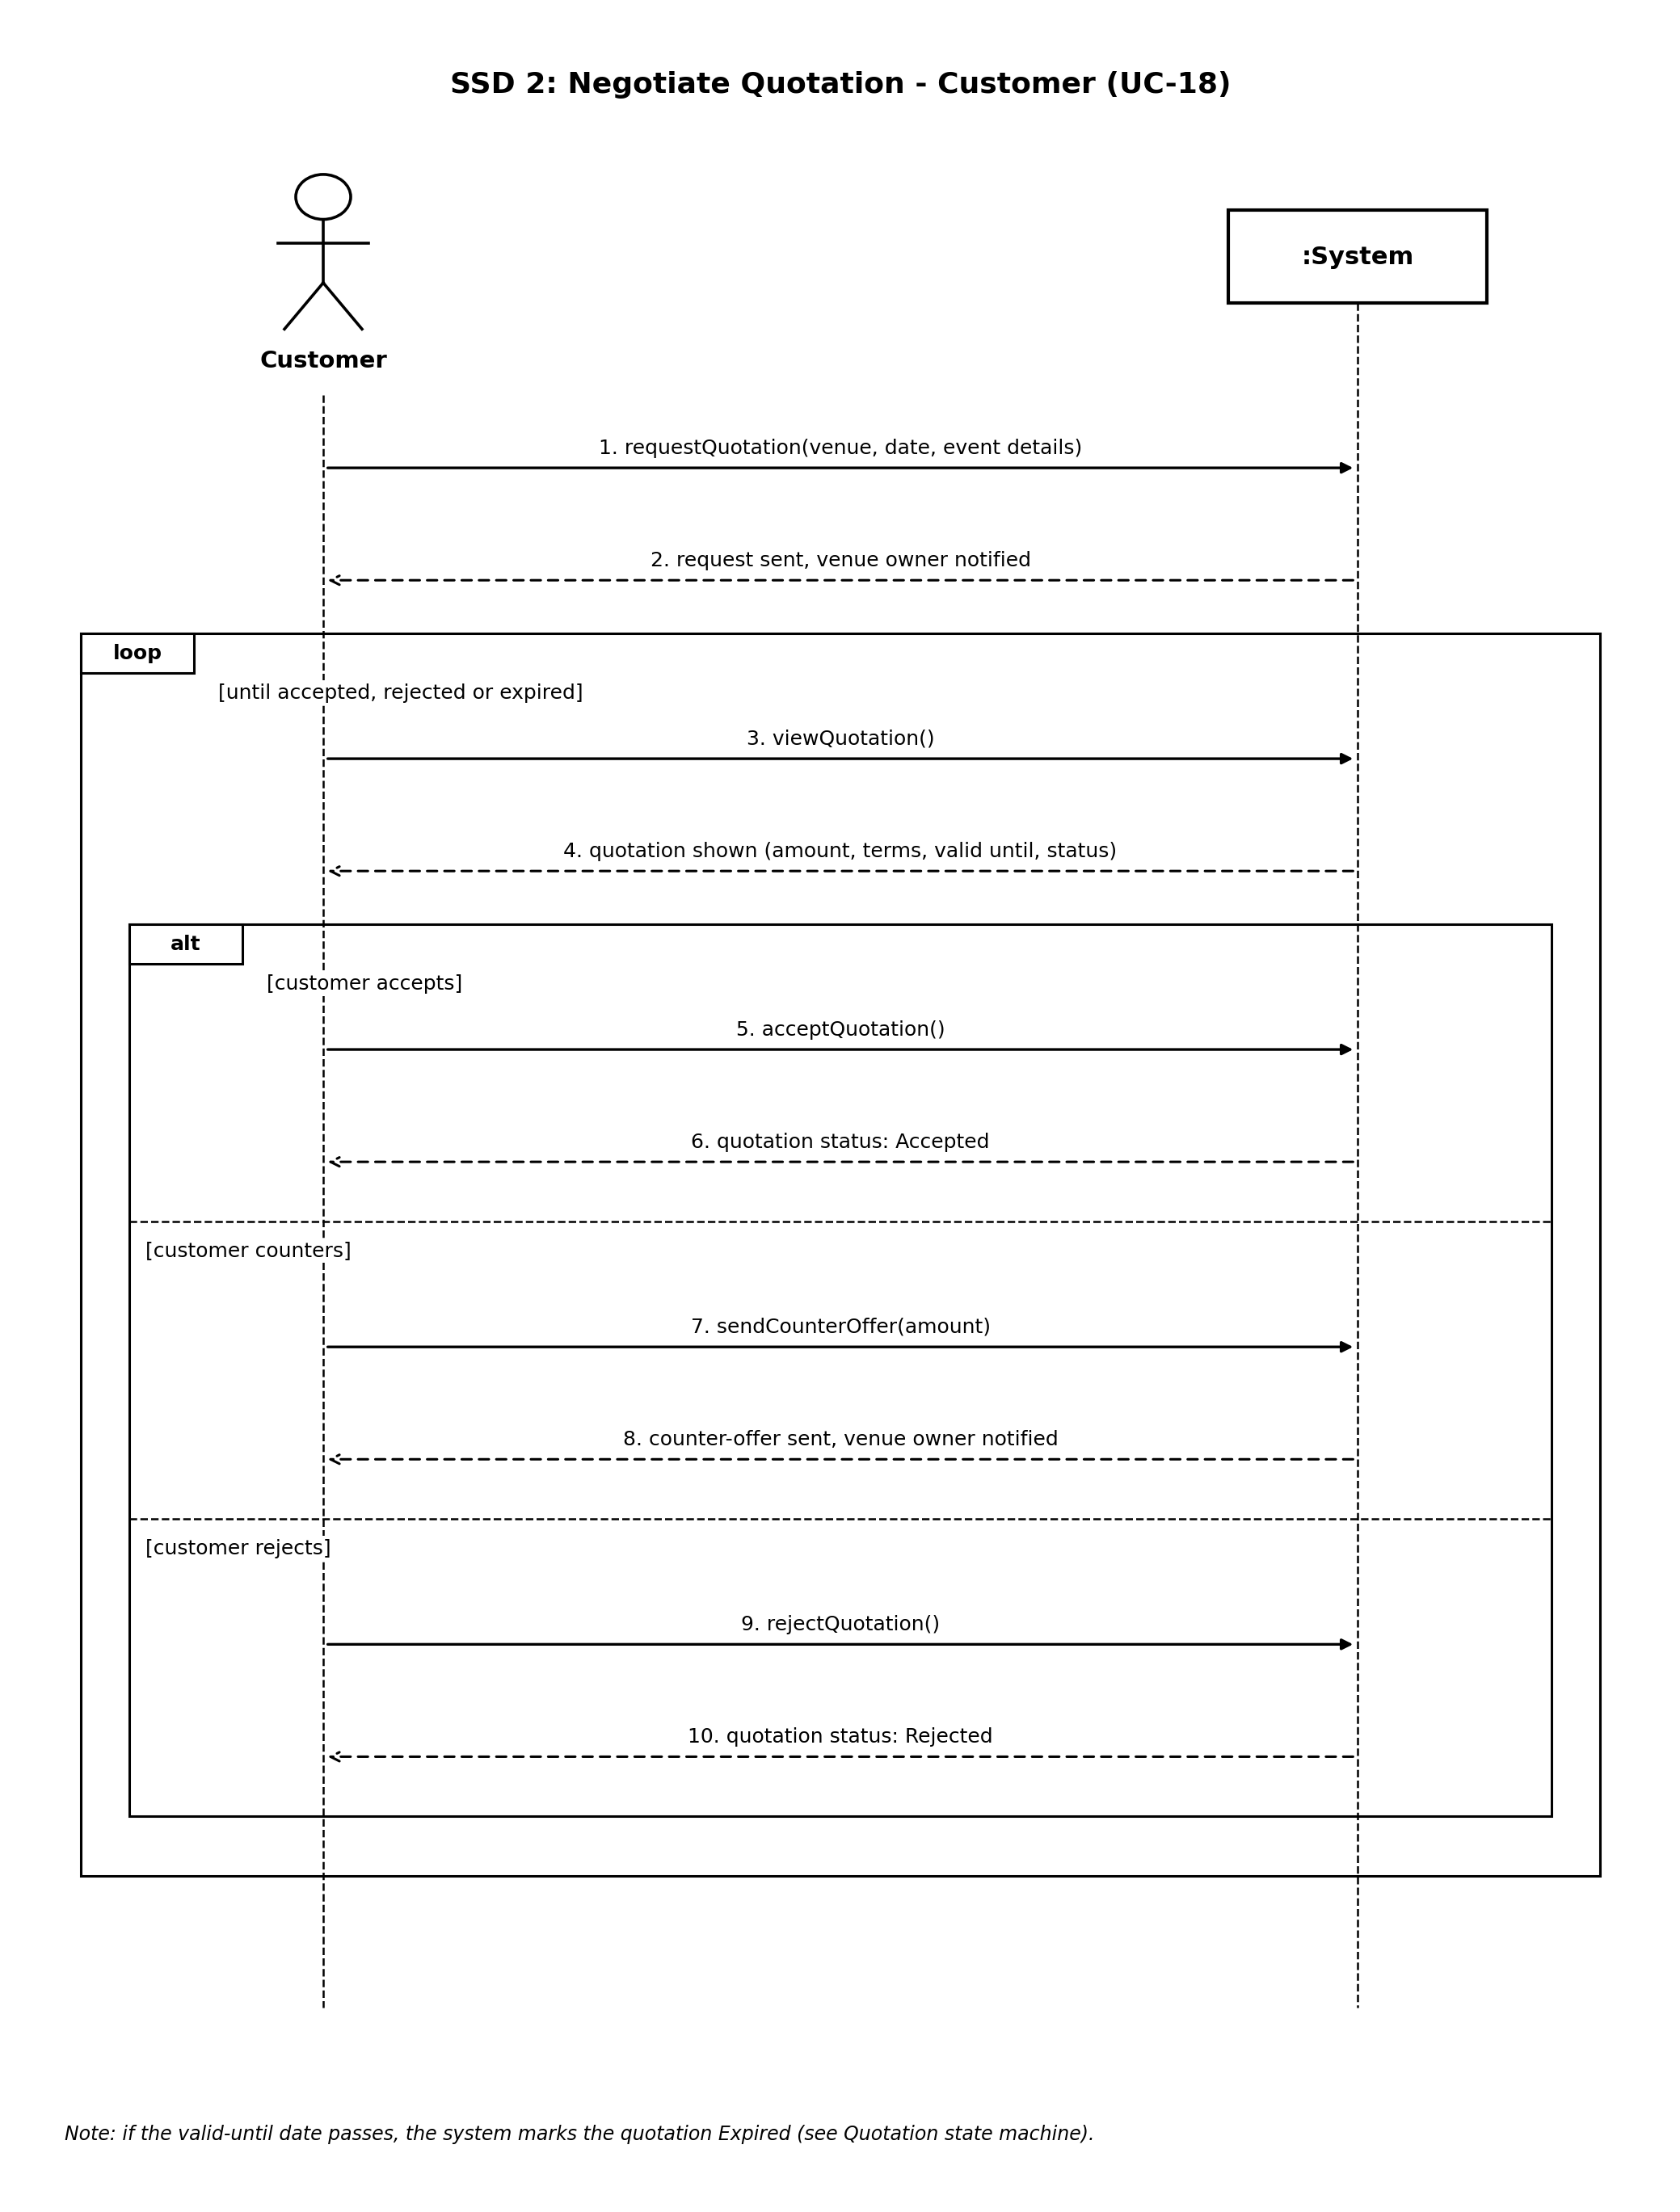 SSD 2: Negotiate Quotation - Customer (UC-18)
:System
Customer
1. requestQuotation(venue, date, event details)
2. request sent, venue owner notified
loop
[until accepted, rejected or expired]
3. viewQuotation()
4. quotation shown (amount, terms, valid until, status)
alt
[customer accepts]
5. acceptQuotation()
6. quotation status: Accepted
[customer counters]
7. sendCounterOffer(amount)
8. counter-offer sent, venue owner notified
[customer rejects]
9. rejectQuotation()
10. quotation status: Rejected
Note: if the valid-until date passes, the system marks the quotation Expired (see Quotation state machine).